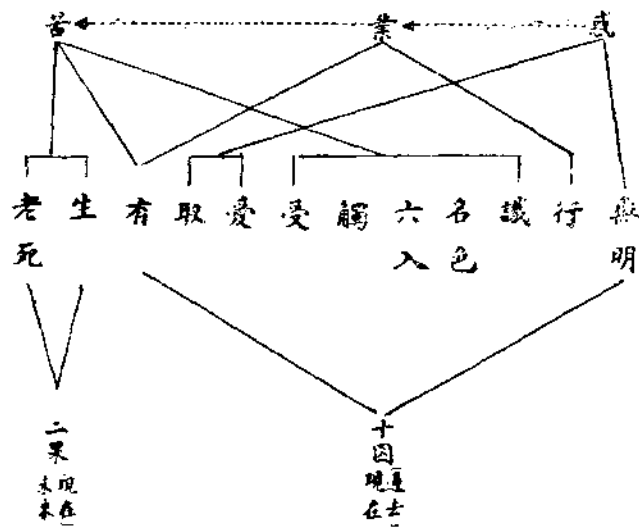 惑 業 苦
無明 行 識 名色 六入 觸 受 愛 取 有 生 老死
十因
過去
現在
二果
現在
未來